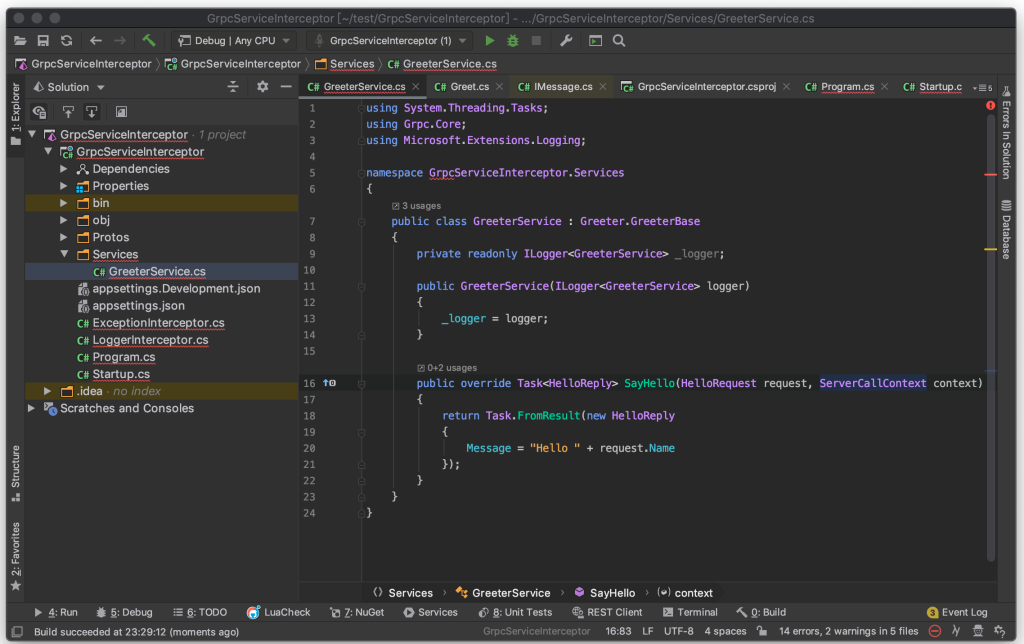 GrpcServiceInterceptor [~/test/GrpcServiceInterceptor] - .../GrpcServiceInterceptor/Services/GreeterService.cs
Debug | Any CPU
GrpcServiceInterceptor (1)
GrpcServiceInterceptor
GrpcServiceInterceptor
Services
C# GreeterService.cs
1: Explorer
Solution
GrpcServiceInterceptor · 1 project
GrpcServiceInterceptor
Dependencies
Properties
bin
obj
Protos
Services
C# GreeterService.cs
appsettings.Development.json
appsettings.json
C# ExceptionInterceptor.cs
C# LoggerInterceptor.cs
C# Program.cs
C# Startup.cs
.idea · no index
Scratches and Consoles
Structure
2: Favorites
C# GreeterService.cs
C# Greet.cs
C# IMessage.cs
GrpcServiceInterceptor.csproj
C# Program.cs
C# Startup.c
5
1 using System.Threading.Tasks;
2 using Grpc.Core;
3 using Microsoft.Extensions.Logging;
4
5 namespace GrpcServiceInterceptor.Services
6 {
3 usages
7 public class GreeterService : Greeter.GreeterBase
8 {
9 private readonly ILogger<GreeterService> _logger;
10
11 public GreeterService(ILogger<GreeterService> logger)
12 {
13 _logger = logger;
14 }
15
0+2 usages
16 public override Task<HelloReply> SayHello(HelloRequest request, ServerCallContext context)
17 {
18 return Task.FromResult(new HelloReply
19 {
20 Message = "Hello " + request.Name
21 });
22 }
23 }
24 }
Errors In Solution
Database
Services
GreeterService
SayHello
context
4: Run
5: Debug
6: TODO
LuaCheck
7: NuGet
Services
8: Unit Tests
REST Client
Terminal
0: Build
3 Event Log
Build succeeded at 23:29:12 (moments ago)
GrpcServiceInterceptor
16:83
LF
UTF-8
4 spaces
14 errors, 2 warnings in 5 files